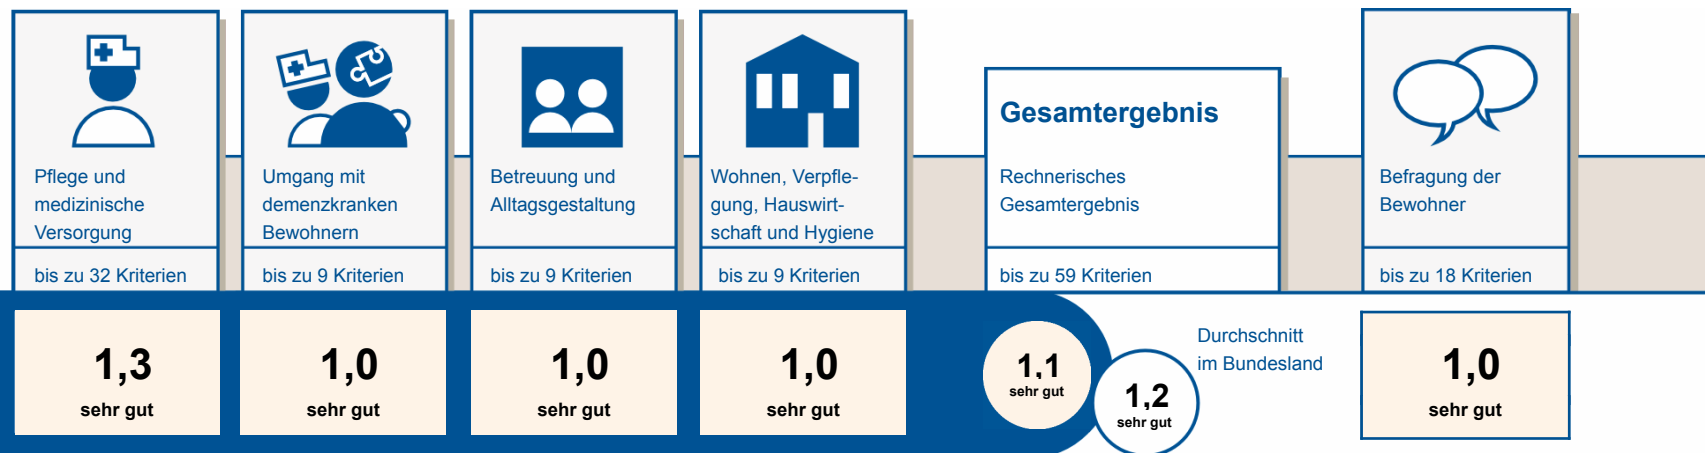 Pflege und
medizinische
Versorgung
bis zu 32 Kriterien
1,3
sehr gut
Umgang mit
demenzkranken
Bewohnern
bis zu 9 Kriterien
1,0
sehr gut
Betreuung und
Alltagsgestaltung
bis zu 9 Kriterien
1,0
sehr gut
Wohnen, Verpfle-
gung, Hauswirt-
schaft und Hygiene
bis zu 9 Kriterien
1,0
sehr gut
Gesamtergebnis
Rechnerisches
Gesamtergebnis
bis zu 59 Kriterien
1,1
sehr gut
1,2
sehr gut
Durchschnitt
im Bundesland
Befragung der
Bewohner
bis zu 18 Kriterien
1,0
sehr gut